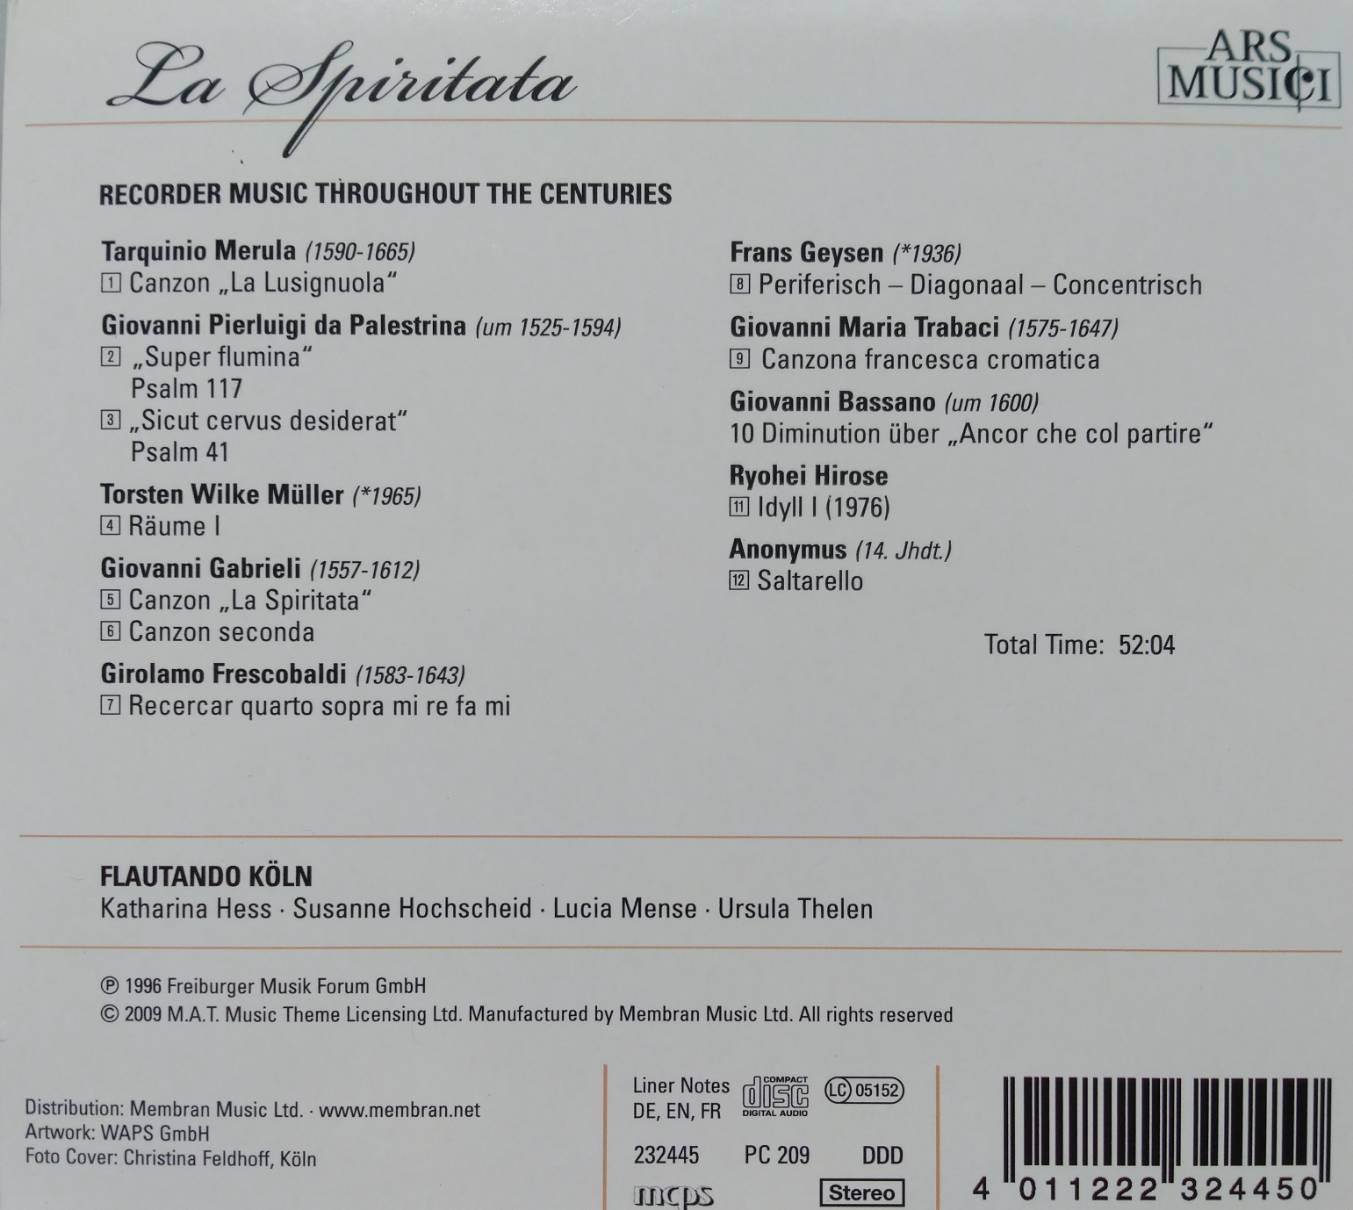 La Spiritata
ARS
MUSICI
RECORDER MUSIC THROUGHOUT THE CENTURIES
Tarquinio Merula (1590-1665)
1 Canzon „La Lusignuola“
Giovanni Pierluigi da Palestrina (um 1525-1594)
2 „Super flumina“
Psalm 117
3 „Sicut cervus desiderat“
Psalm 41
Torsten Wilke Müller (*1965)
4 Räume I
Giovanni Gabrieli (1557-1612)
5 Canzon „La Spiritata“
6 Canzon seconda
Girolamo Frescobaldi (1583-1643)
7 Recercar quarto sopra mi re fa mi
Frans Geysen (*1936)
8 Periferisch – Diagonaal – Concentrisch
Giovanni Maria Trabaci (1575-1647)
9 Canzona francesca cromatica
Giovanni Bassano (um 1600)
10 Diminution über „Ancor che col partire“
Ryohei Hirose
11 Idyll I (1976)
Anonymus (14. Jhdt.)
12 Saltarello
Total Time: 52:04
FLAUTANDO KÖLN
Katharina Hess · Susanne Hochscheid · Lucia Mense · Ursula Thelen
℗ 1996 Freiburger Musik Forum GmbH
© 2009 M.A.T. Music Theme Licensing Ltd. Manufactured by Membran Music Ltd. All rights reserved
Distribution: Membran Music Ltd. · www.membran.net
Artwork: WAPS GmbH
Foto Cover: Christina Feldhoff, Köln
Liner Notes
DE, EN, FR
COMPACT
disc
DIGITAL AUDIO
LC 05152
232445 PC 209 DDD
mcps
Stereo
4 011222 324450